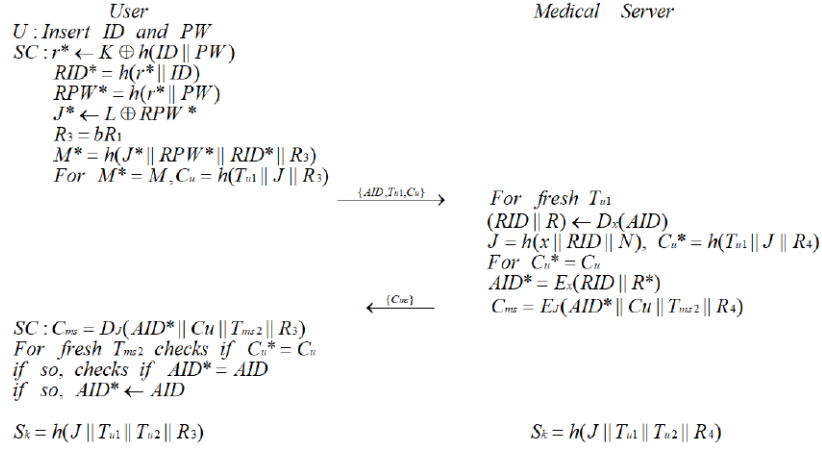 User Medical Server
U : Insert ID and PW
SC : r* ← K ⊕ h(ID || PW)
RID* = h(r* || ID)
RPW* = h(r* || PW)
J* ← L ⊕ RPW *
R₃ = bR₁
M* = h(J* || RPW* || RID* || R₃)
For M* = M, Cᵤ = h(Tᵤ₁ || J || R₃)
{AID,Tᵤ₁,Cᵤ}
For fresh Tᵤ₁
(RID || R) ← Dₓ(AID)
J = h(x || RID || N), Cᵤ* = h(Tᵤ₁ || J || R₄)
For Cᵤ* = Cᵤ
AID* = Eₓ(RID || R*)
{Cₘₛ}
Cₘₛ = E_J(AID* || Cu || Tₘₛ₂ || R₄)
SC : Cₘₛ = D_J(AID* || Cu || Tₘₛ₂ || R₃)
For fresh Tₘₛ₂ checks if Cᵤ* = Cᵤ
if so, checks if AID* = AID
if so, AID* ← AID
Sₖ = h(J || Tᵤ₁ || Tᵤ₂ || R₃) Sₖ = h(J || Tᵤ₁ || Tᵤ₂ || R₄)